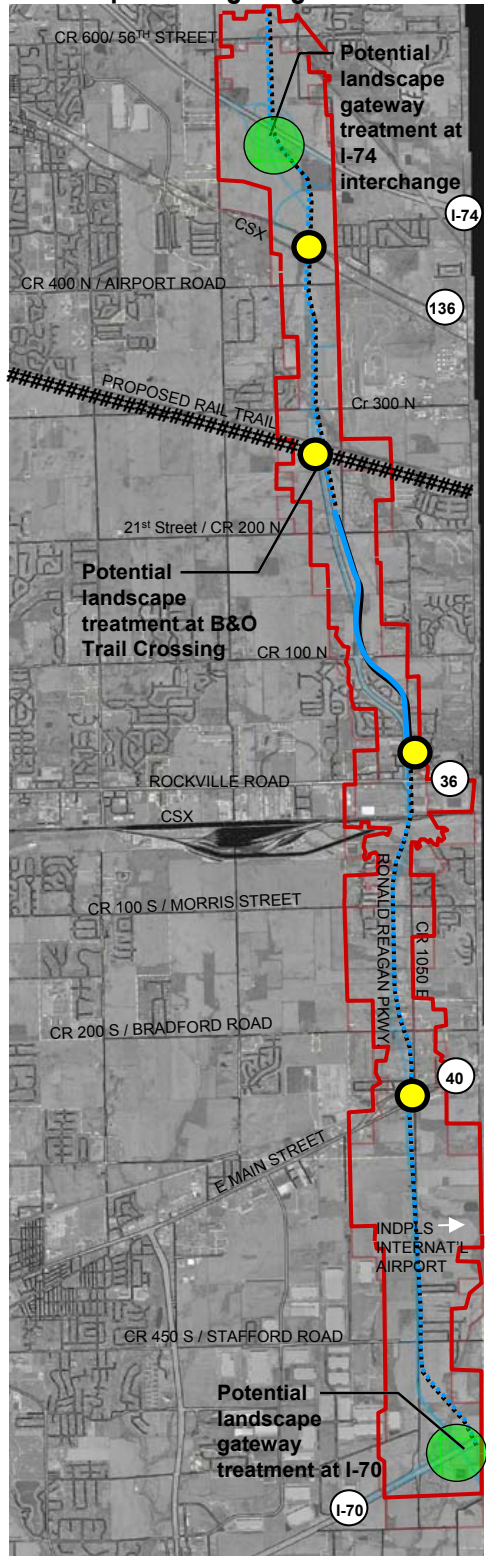 CR 600/ 56TH STREET
Potential
landscape
gateway
treatment at
I-74
interchange
I-74
CSX
CR 400 N / AIRPORT ROAD
136
PROPOSED RAIL TRAIL
Cr 300 N
21st Street / CR 200 N
Potential
landscape
treatment at B&O
Trail Crossing
CR 100 N
36
ROCKVILLE ROAD
CSX
RONALD REAGAN PKWY
CR 1050 E
CR 100 S / MORRIS STREET
CR 200 S / BRADFORD ROAD
40
E MAIN STREET
INDPLS
INTERNAT'L
AIRPORT
CR 450 S / STAFFORD ROAD
Potential
landscape
gateway
treatment at I-70
I-70